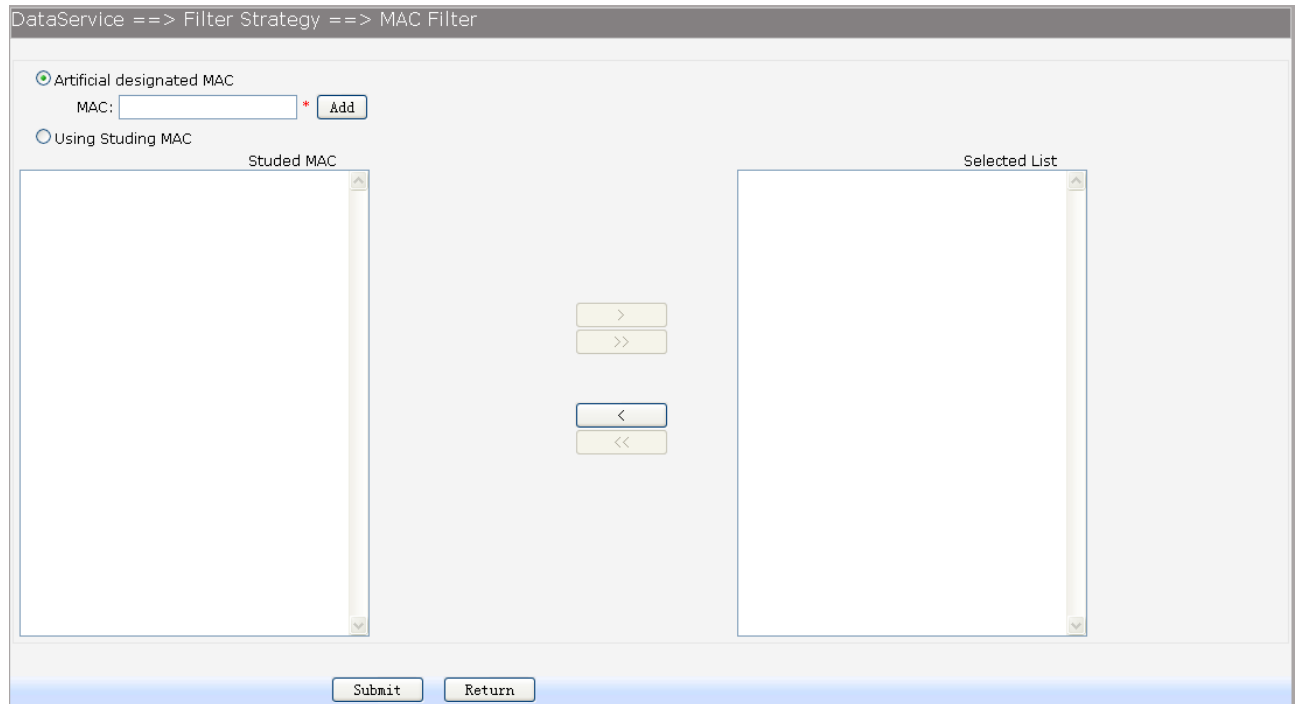 DataService ==> Filter Strategy ==> MAC Filter
Artificial designated MAC
MAC: * Add
Using Studing MAC
Studed MAC Selected List
>
>>
<
<<
Submit Return